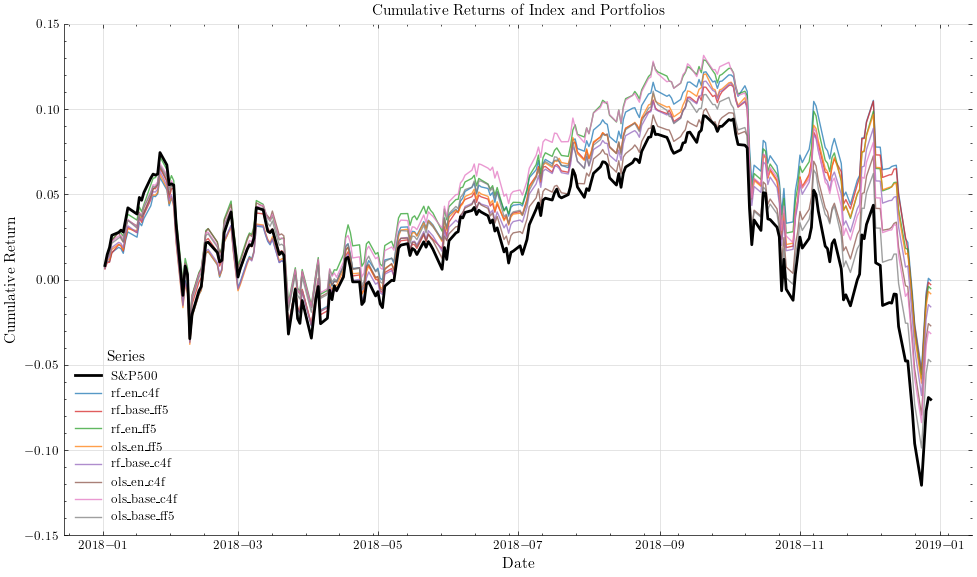 Cumulative Returns of Index and Portfolios
0.15
0.10
0.05
0.00
−0.05
−0.10
−0.15
Cumulative Return
Series
S&P500
rf_en_c4f
rf_base_ff5
rf_en_ff5
ols_en_ff5
rf_base_c4f
ols_en_c4f
ols_base_c4f
ols_base_ff5
2018−01
2018−03
2018−05
2018−07
2018−09
2018−11
2019−01
Date